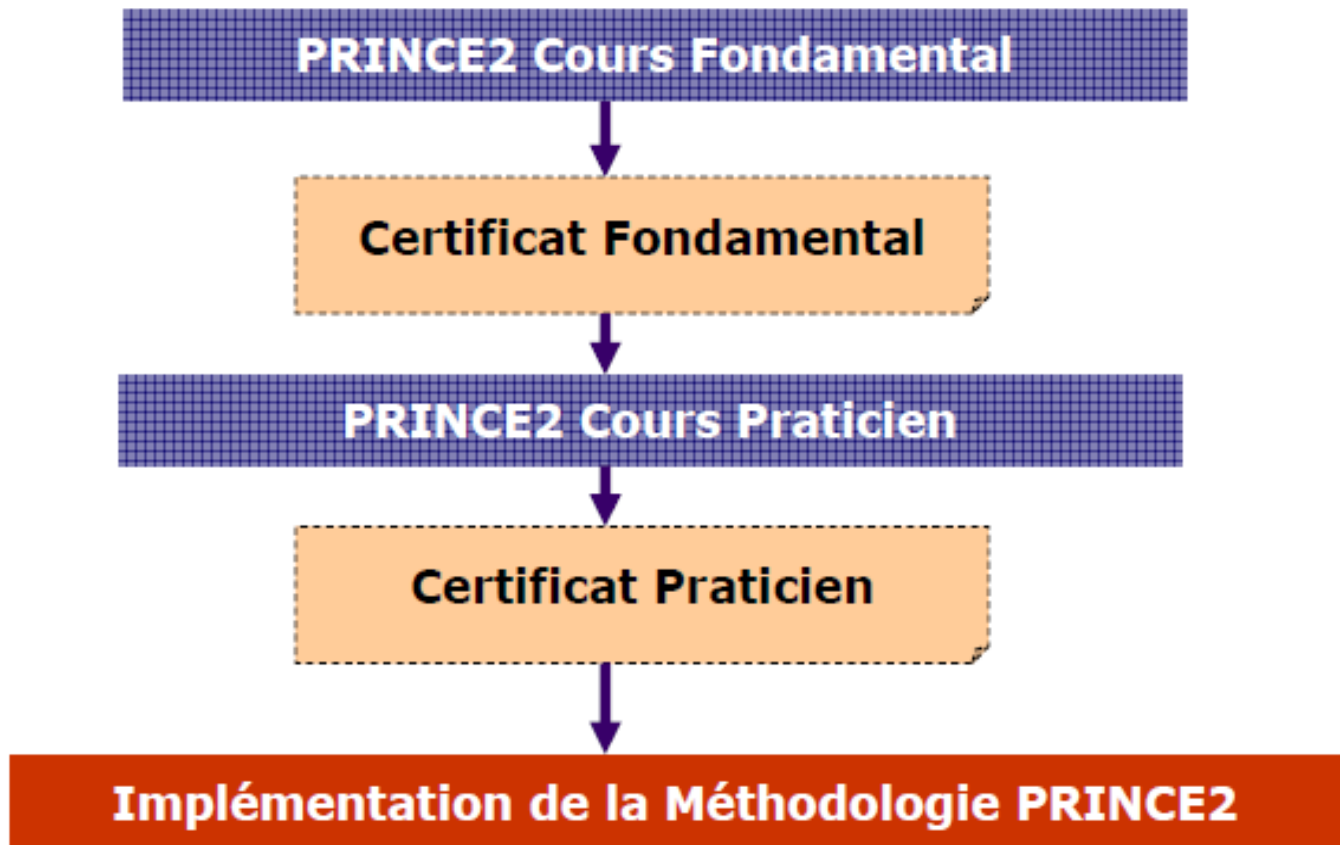 PRINCE2 Cours Fondamental
Certificat Fondamental
PRINCE2 Cours Praticien
Certificat Praticien
Implémentation de la Méthodologie PRINCE2